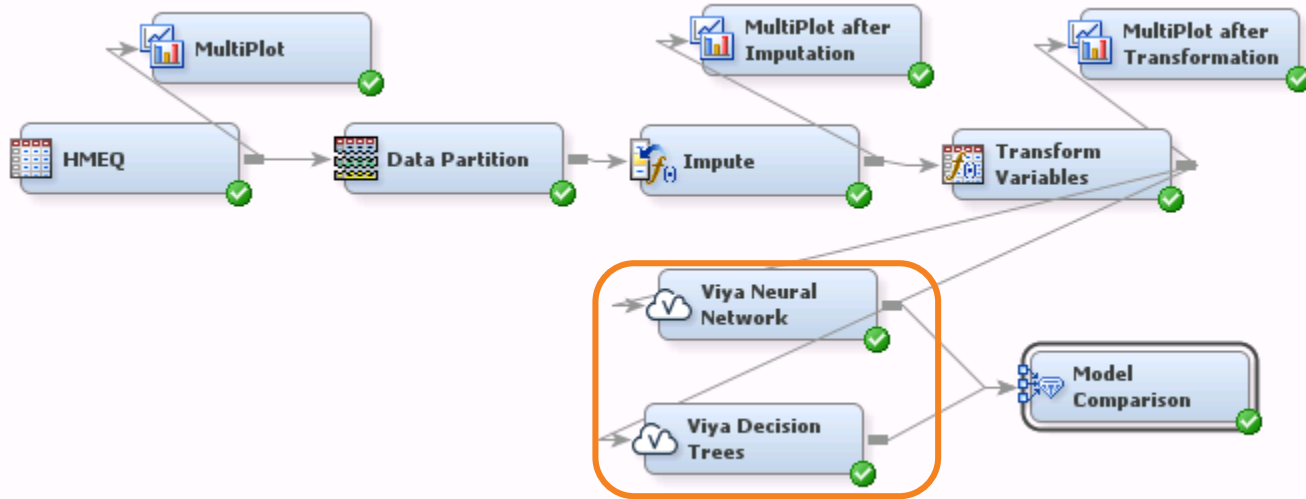 MultiPlot
MultiPlot after
Imputation
MultiPlot after
Transformation
HMEQ
Data Partition
Impute
Transform
Variables
Viya Neural
Network
Model
Comparison
Viya Decision
Trees